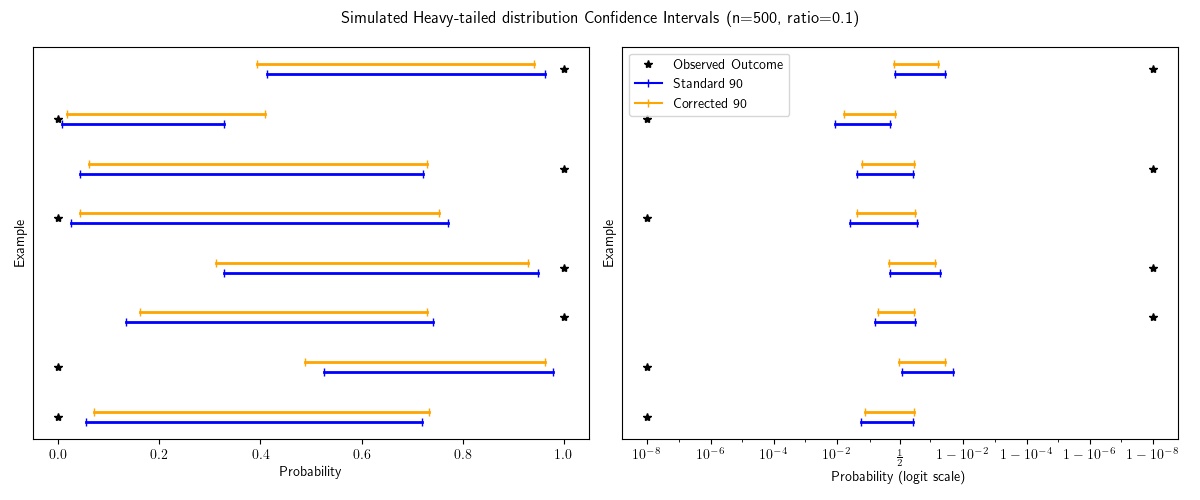 Simulated Heavy-tailed distribution Confidence Intervals (n=500, ratio=0.1)
Example
0.0 0.2 0.4 0.6 0.8 1.0
Probability
Observed Outcome
Standard 90
Corrected 90
Example
10⁻⁸ 10⁻⁶ 10⁻⁴ 10⁻² 1/2 1 − 10⁻² 1 − 10⁻⁴ 1 − 10⁻⁶ 1 − 10⁻⁸
Probability (logit scale)